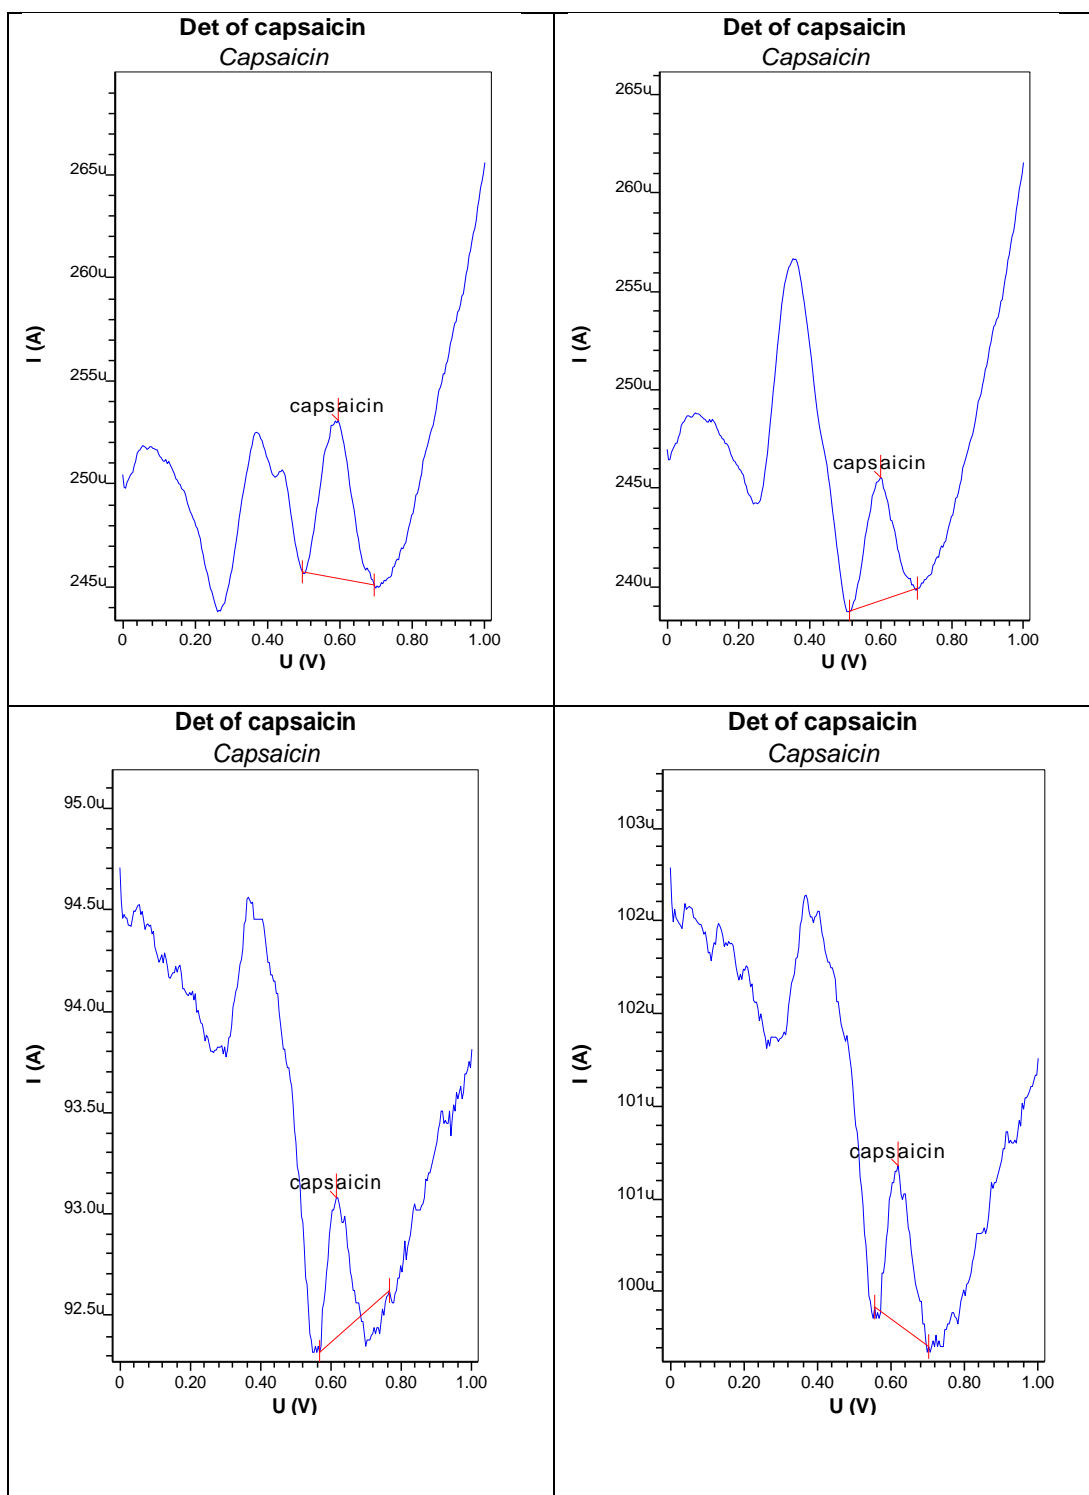 Det of capsaicin
Capsaicin
265u
260u
255u
250u
245u
I (A)
capsaicin
0 0.20 0.40 0.60 0.80 1.00
U (V)
Det of capsaicin
Capsaicin
265u
260u
255u
250u
245u
240u
I (A)
capsaicin
0 0.20 0.40 0.60 0.80 1.00
U (V)
Det of capsaicin
Capsaicin
95.0u
94.5u
94.0u
93.5u
93.0u
92.5u
I (A)
capsaicin
0 0.20 0.40 0.60 0.80 1.00
U (V)
Det of capsaicin
Capsaicin
103u
102u
102u
101u
101u
100u
I (A)
capsaicin
0 0.20 0.40 0.60 0.80 1.00
U (V)